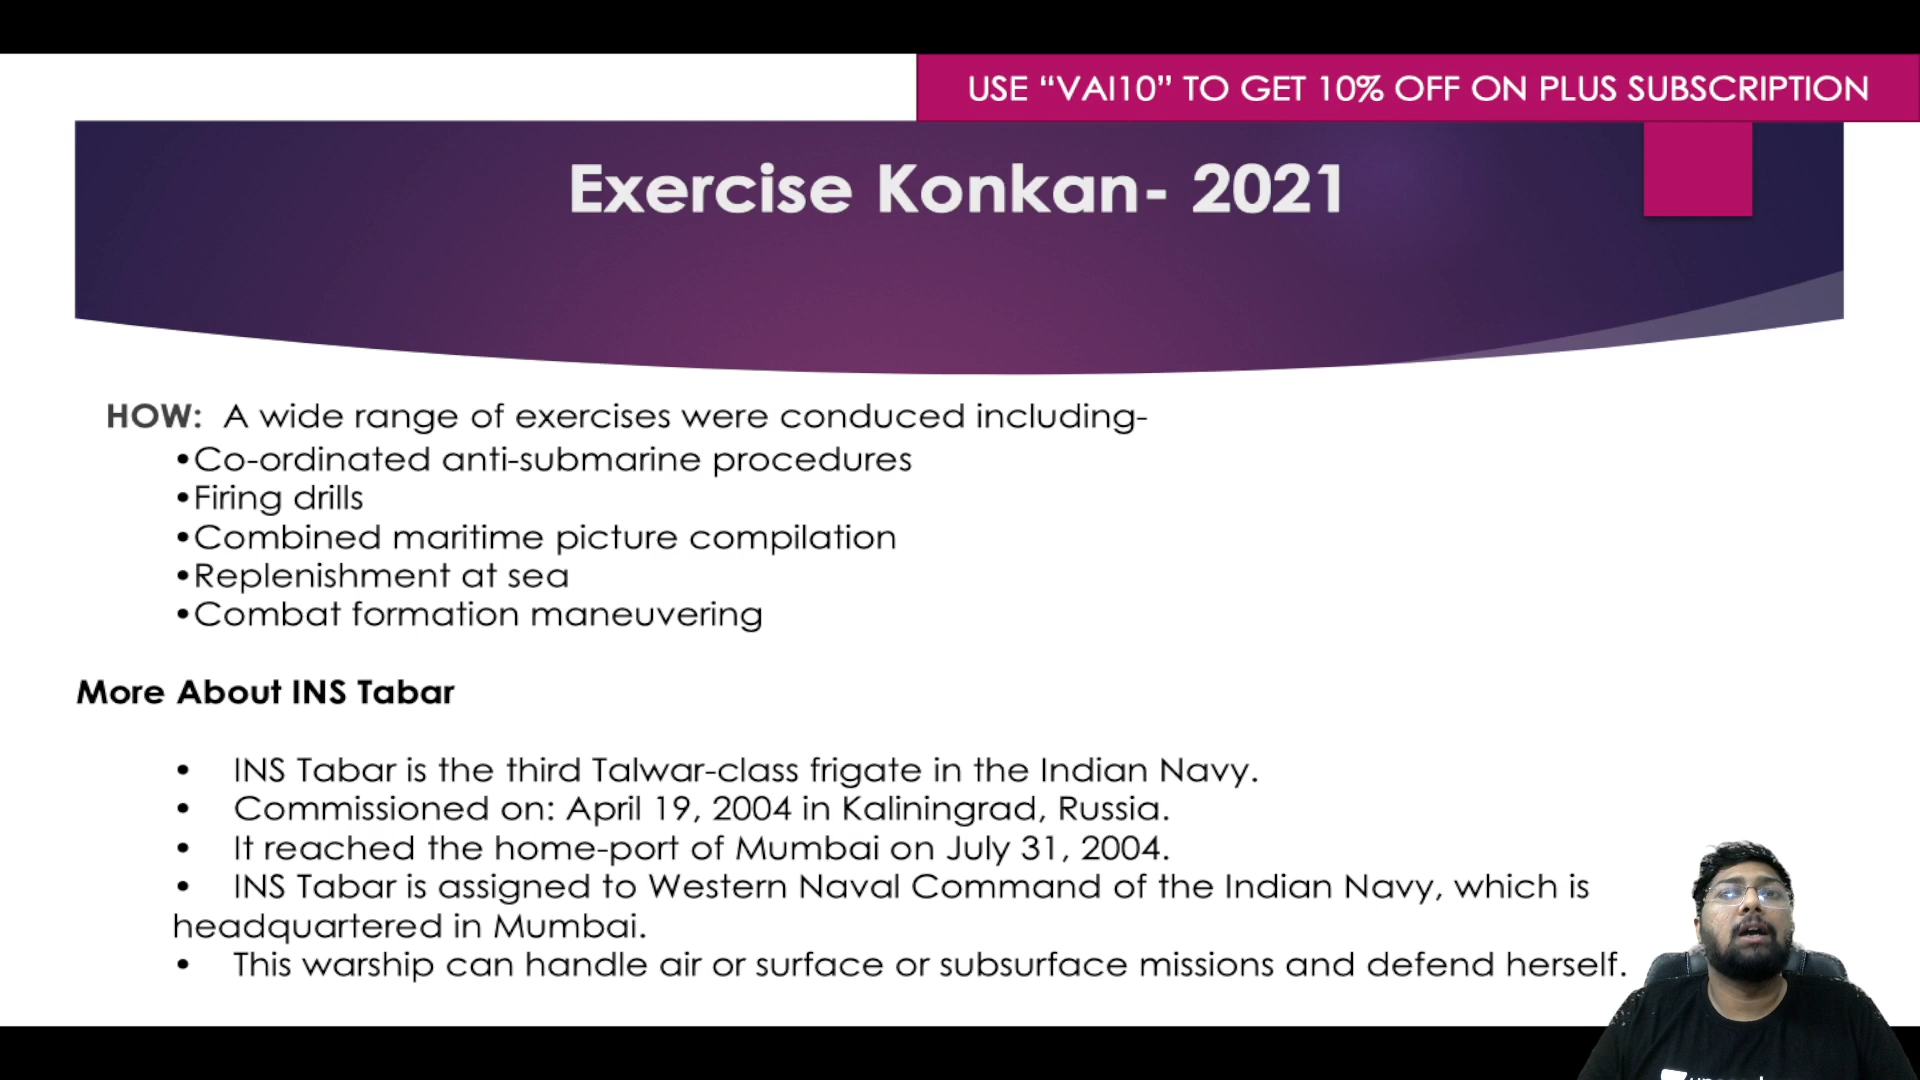 USE “VAI10” TO GET 10% OFF ON PLUS SUBSCRIPTION
Exercise Konkan- 2021
HOW: A wide range of exercises were conduced including-
•Co-ordinated anti-submarine procedures
•Firing drills
•Combined maritime picture compilation
•Replenishment at sea
•Combat formation maneuvering
More About INS Tabar
• INS Tabar is the third Talwar-class frigate in the Indian Navy.
• Commissioned on: April 19, 2004 in Kaliningrad, Russia.
• It reached the home-port of Mumbai on July 31, 2004.
• INS Tabar is assigned to Western Naval Command of the Indian Navy, which is
headquartered in Mumbai.
• This warship can handle air or surface or subsurface missions and defend herself.